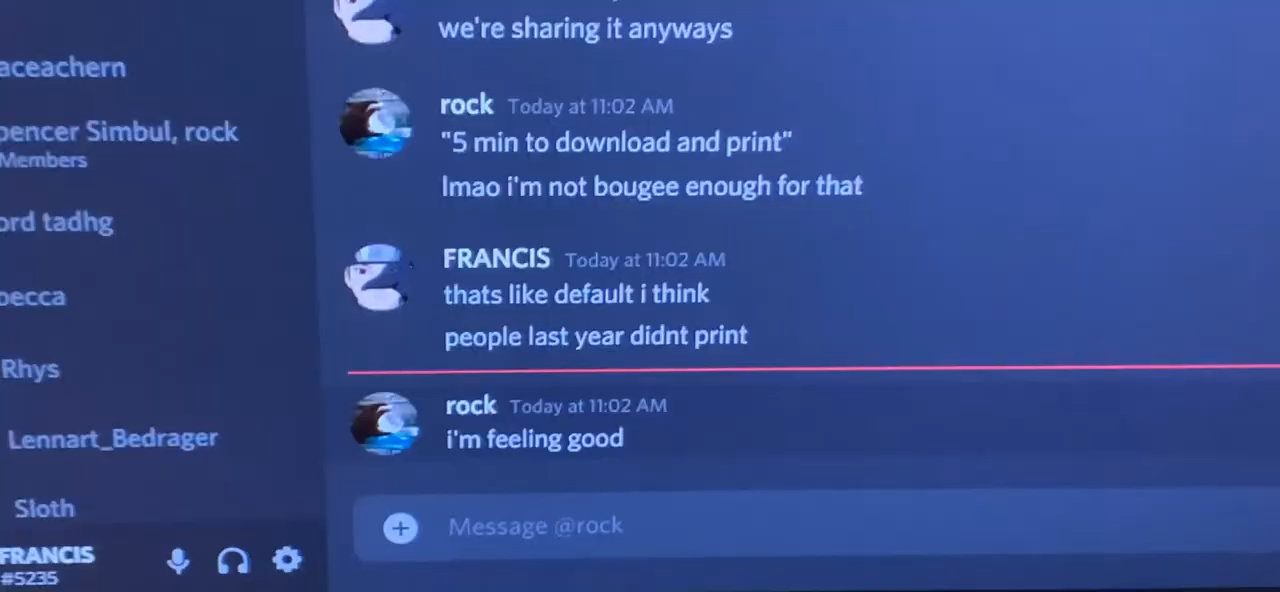 we're sharing it anyways
rock Today at 11:02 AM
"5 min to download and print"
lmao i'm not bougee enough for that
FRANCIS Today at 11:02 AM
thats like default i think
people last year didnt print
rock Today at 11:02 AM
i'm feeling good
Message @rock
aceachern
pencer Simbul, rock
Members
ord tadhg
becca
Rhys
Lennart_Bedrager
Sloth
FRANCIS
#5235